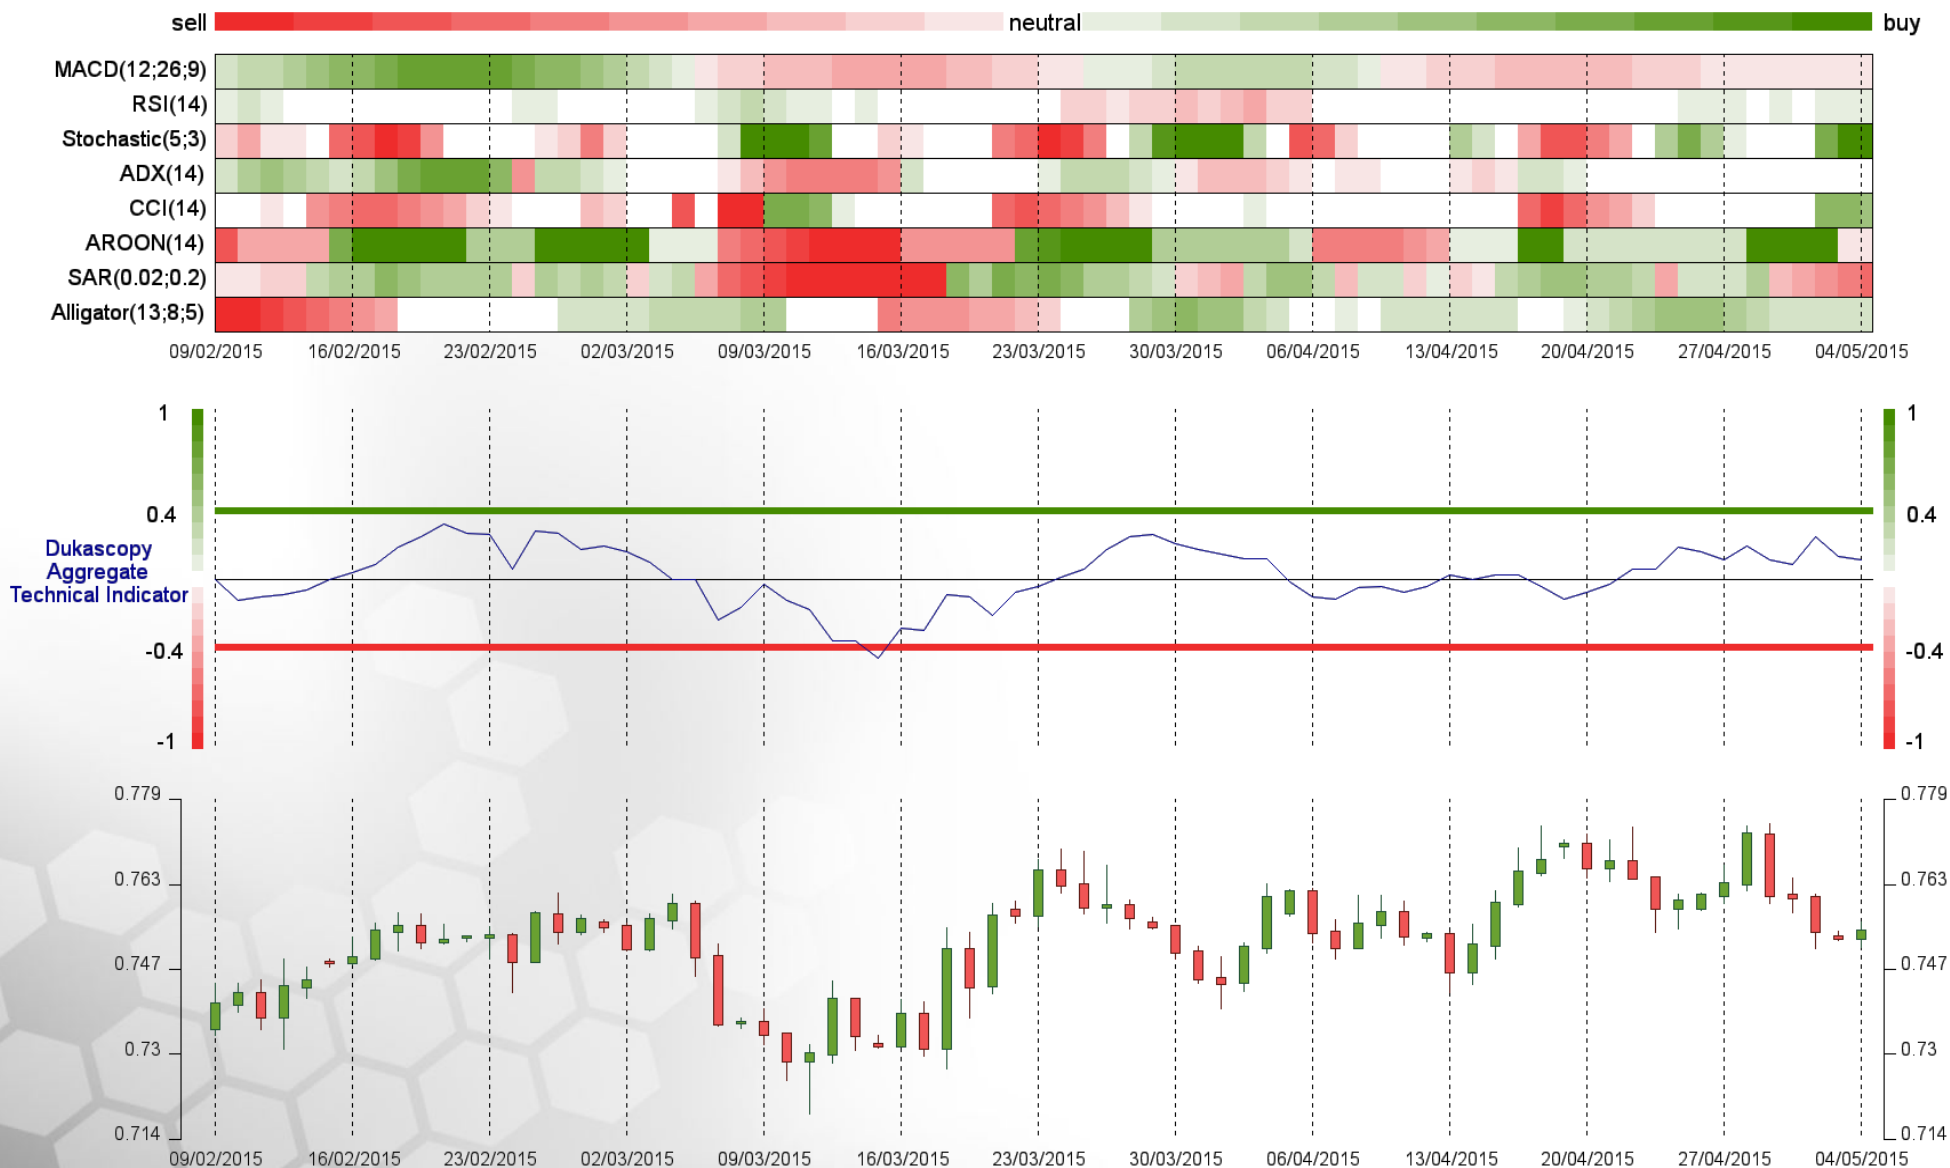 sell neutral buy
MACD(12;26;9)
RSI(14)
Stochastic(5;3)
ADX(14)
CCI(14)
AROON(14)
SAR(0.02;0.2)
Alligator(13;8;5)
09/02/2015 16/02/2015 23/02/2015 02/03/2015 09/03/2015 16/03/2015 23/03/2015 30/03/2015 06/04/2015 13/04/2015 20/04/2015 27/04/2015 04/05/2015
1 1
0.4 0.4
Dukascopy
Aggregate
Technical Indicator
-0.4 -0.4
-1 -1
0.779 0.779
0.763 0.763
0.747 0.747
0.73 0.73
0.714 0.714
09/02/2015 16/02/2015 23/02/2015 02/03/2015 09/03/2015 16/03/2015 23/03/2015 30/03/2015 06/04/2015 13/04/2015 20/04/2015 27/04/2015 04/05/2015